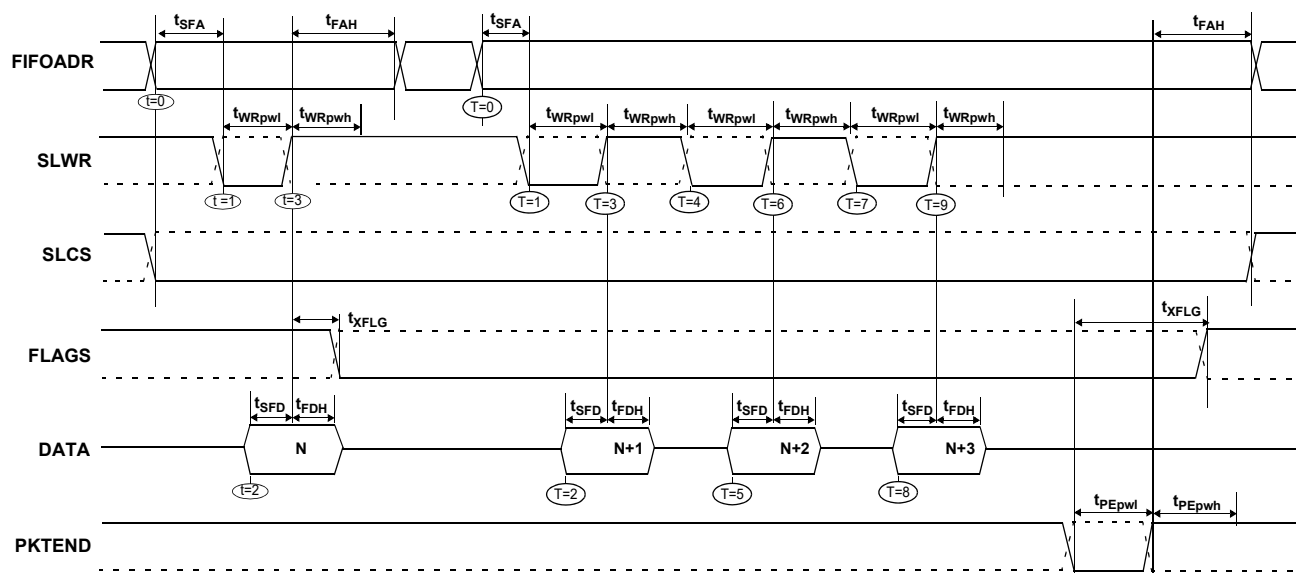 tSFA tFAH tSFA tFAH
FIFOADR
t=0 T=0
tWRpwl tWRpwh tWRpwl tWRpwh tWRpwl tWRpwh tWRpwl tWRpwh
SLWR
t =1 t=3 T=1 T=3 T=4 T=6 T=7 T=9
SLCS
tXFLG tXFLG
FLAGS
tSFD tFDH tSFD tFDH tSFD tFDH tSFD tFDH
DATA N N+1 N+2 N+3
t=2 T=2 T=5 T=8
tPEpwl tPEpwh
PKTEND